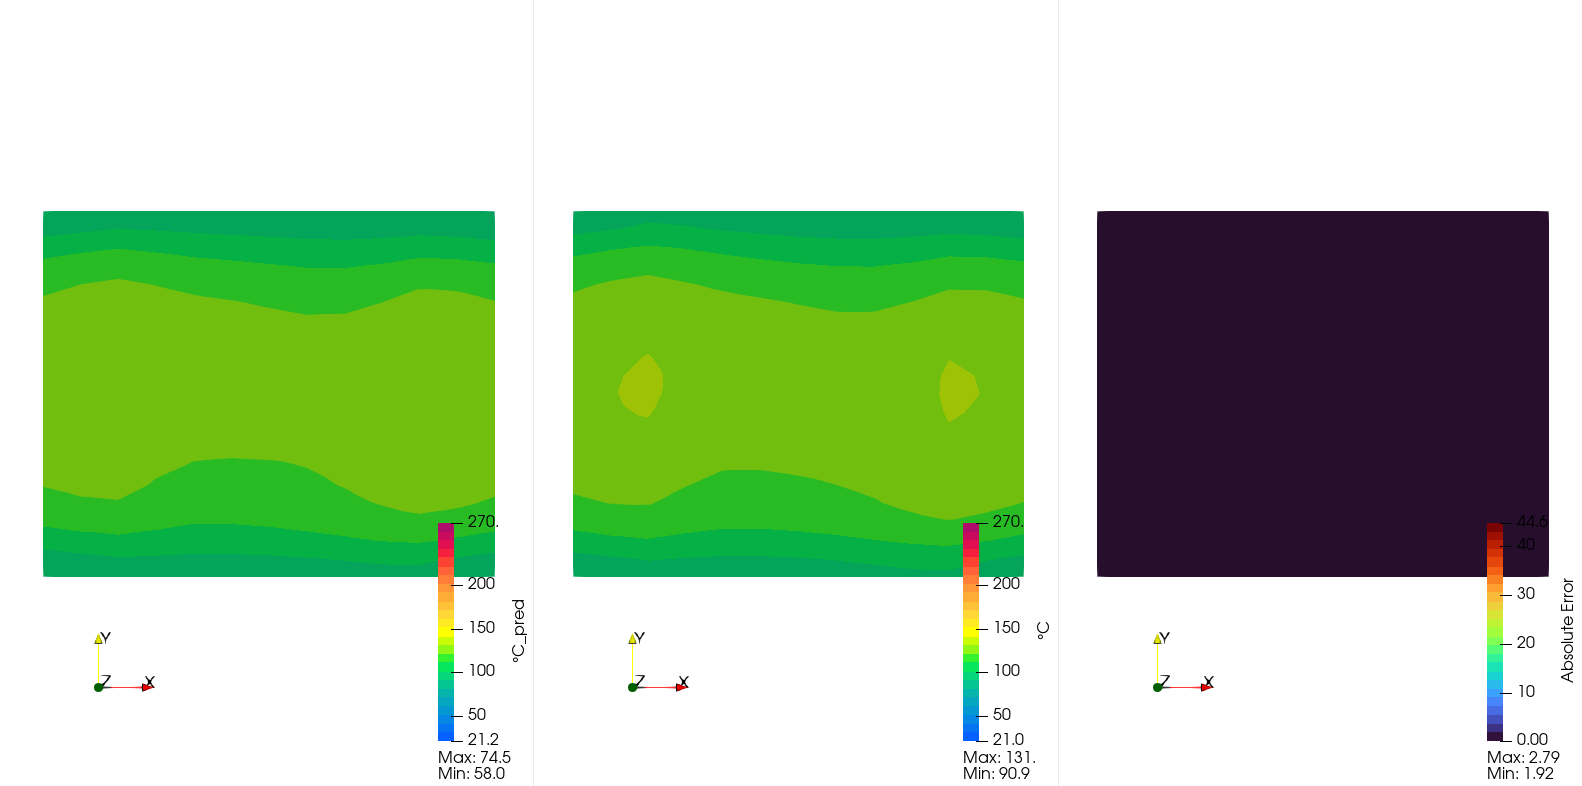 270.
200
150
100
50
21.2
°C_pred
Max: 74.5
Min: 58.0
Y
Z
X
270.
200
150
100
50
21.0
°C
Max: 131.
Min: 90.9
Y
Z
X
44.6
40
30
20
10
0.00
Absolute Error
Max: 2.79
Min: 1.92
Y
Z
X